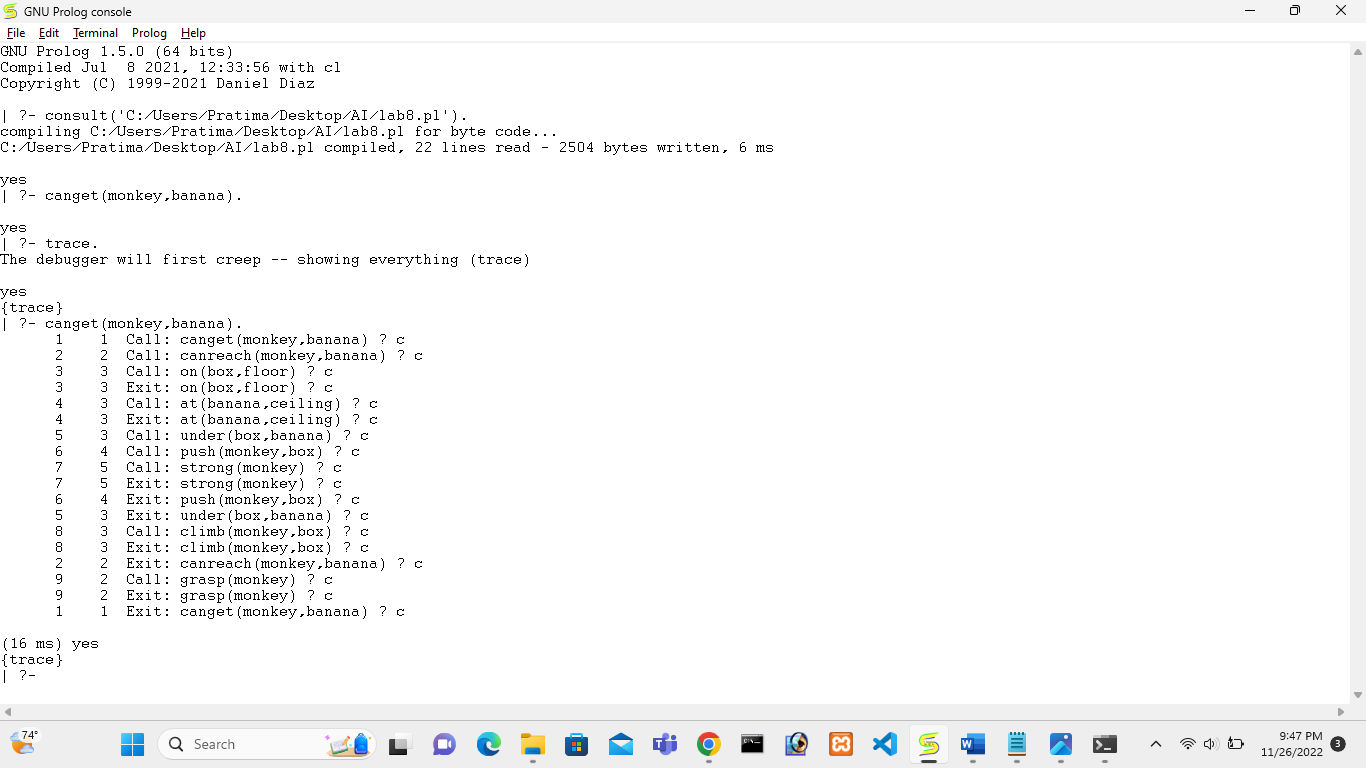 GNU Prolog console
File Edit Terminal Prolog Help
GNU Prolog 1.5.0 (64 bits)
Compiled Jul  8 2021, 12:33:56 with cl
Copyright (C) 1999-2021 Daniel Diaz
| ?- consult('C:/Users/Pratima/Desktop/AI/lab8.pl').
compiling C:/Users/Pratima/Desktop/AI/lab8.pl for byte code...
C:/Users/Pratima/Desktop/AI/lab8.pl compiled, 22 lines read - 2504 bytes written, 6 ms
yes
| ?- canget(monkey,banana).
yes
| ?- trace.
The debugger will first creep -- showing everything (trace)
yes
{trace}
| ?- canget(monkey,banana).
1    1  Call: canget(monkey,banana) ? c
2    2  Call: canreach(monkey,banana) ? c
3    3  Call: on(box,floor) ? c
3    3  Exit: on(box,floor) ? c
4    3  Call: at(banana,ceiling) ? c
4    3  Exit: at(banana,ceiling) ? c
5    3  Call: under(box,banana) ? c
6    4  Call: push(monkey,box) ? c
7    5  Call: strong(monkey) ? c
7    5  Exit: strong(monkey) ? c
6    4  Exit: push(monkey,box) ? c
5    3  Exit: under(box,banana) ? c
8    3  Call: climb(monkey,box) ? c
8    3  Exit: climb(monkey,box) ? c
2    2  Exit: canreach(monkey,banana) ? c
9    2  Call: grasp(monkey) ? c
9    2  Exit: grasp(monkey) ? c
1    1  Exit: canget(monkey,banana) ? c
(16 ms) yes
{trace}
| ?-
74°
Search
9:47 PM
11/26/2022
3